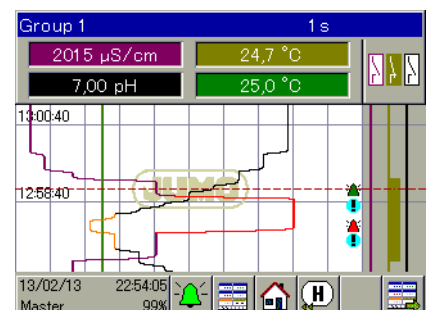 Group 1 1 s
2015 µS/cm 24,7 °C
7,00 pH 25,0 °C
13:00:40
JUMO
12:58:40
13/02/13 22:54:05
Master 99%
H